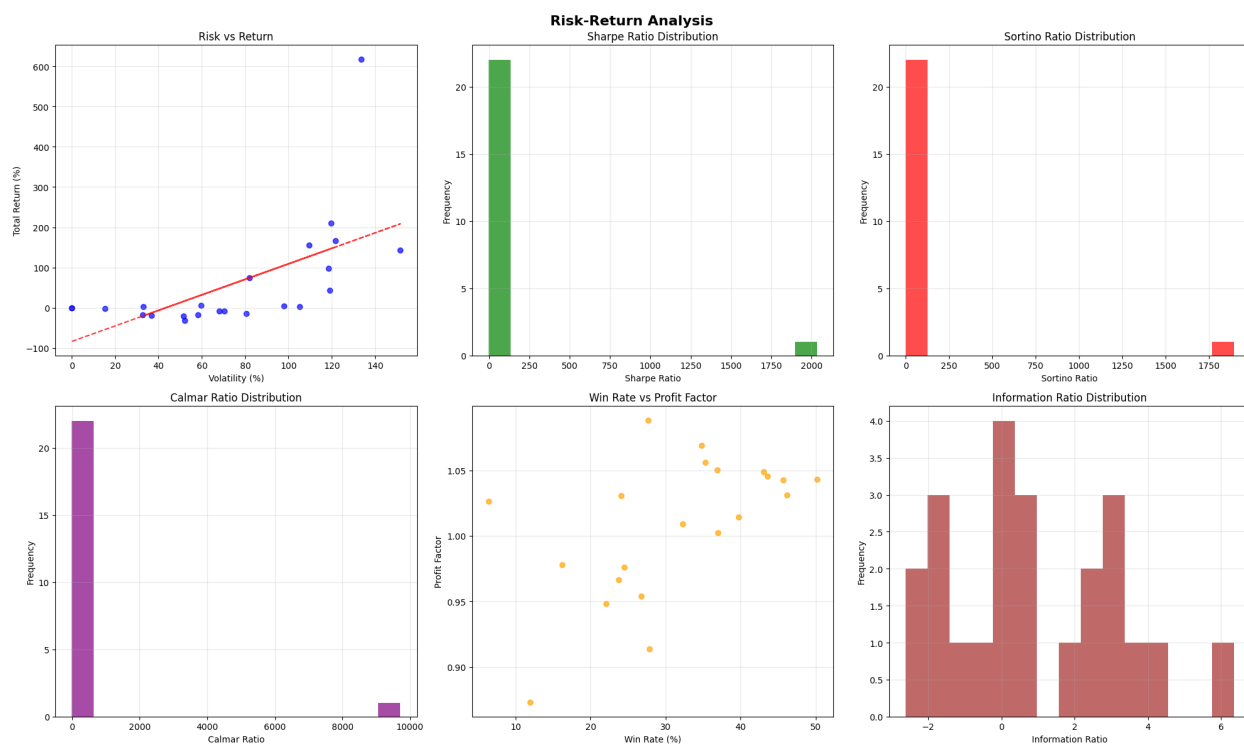 Risk-Return Analysis
Risk vs Return
600
500
400
300
200
100
0
−100
0 20 40 60 80 100 120 140
Total Return (%)
Volatility (%)
Sharpe Ratio Distribution
20
15
10
5
0
0 250 500 750 1000 1250 1500 1750 2000
Frequency
Sharpe Ratio
Sortino Ratio Distribution
20
15
10
5
0
0 250 500 750 1000 1250 1500 1750
Frequency
Sortino Ratio
Calmar Ratio Distribution
20
15
10
5
0
0 2000 4000 6000 8000 10000
Frequency
Calmar Ratio
Win Rate vs Profit Factor
1.05
1.00
0.95
0.90
10 20 30 40 50
Profit Factor
Win Rate (%)
Information Ratio Distribution
4.0
3.5
3.0
2.5
2.0
1.5
1.0
0.5
0.0
−2 0 2 4 6
Frequency
Information Ratio